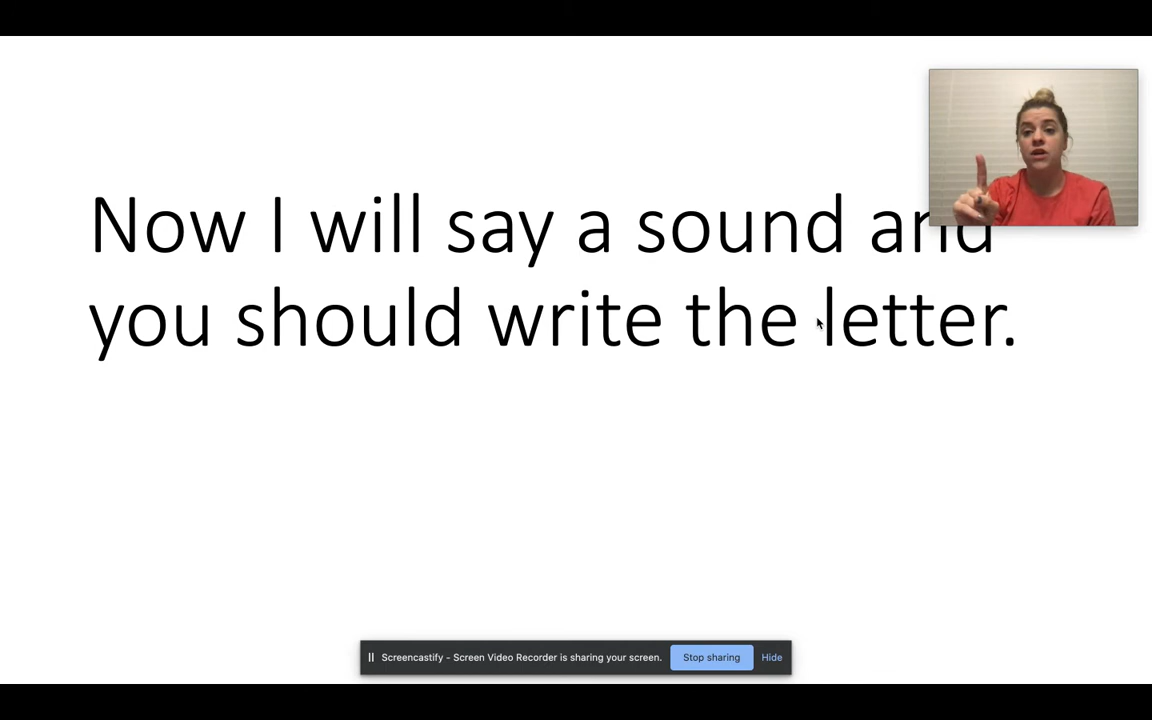 Now I will say a sound and
you should write the letter.
Screencastify - Screen Video Recorder is sharing your screen.
Stop sharing
Hide